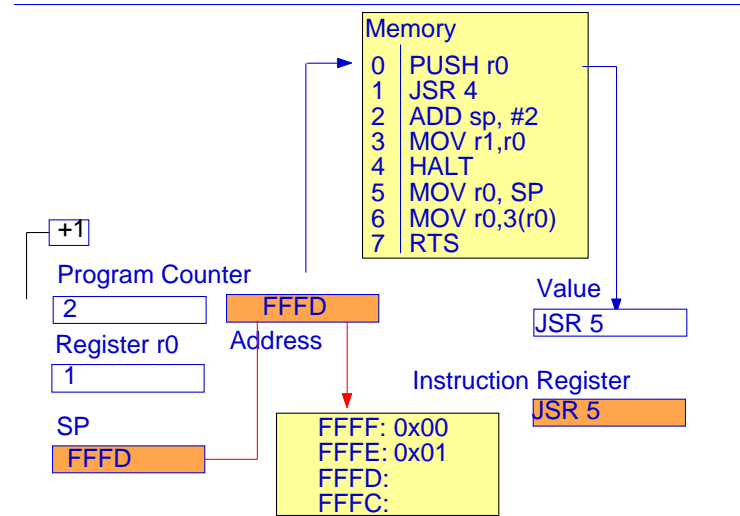 Memory
0 PUSH r0
1 JSR 4
2 ADD sp, #2
3 MOV r1,r0
4 HALT
5 MOV r0, SP
6 MOV r0,3(r0)
7 RTS
+1
Program Counter
2
FFFD
Address
Value
JSR 5
Register r0
1
Instruction Register
JSR 5
SP
FFFD
FFFF: 0x00
FFFE: 0x01
FFFD:
FFFC: